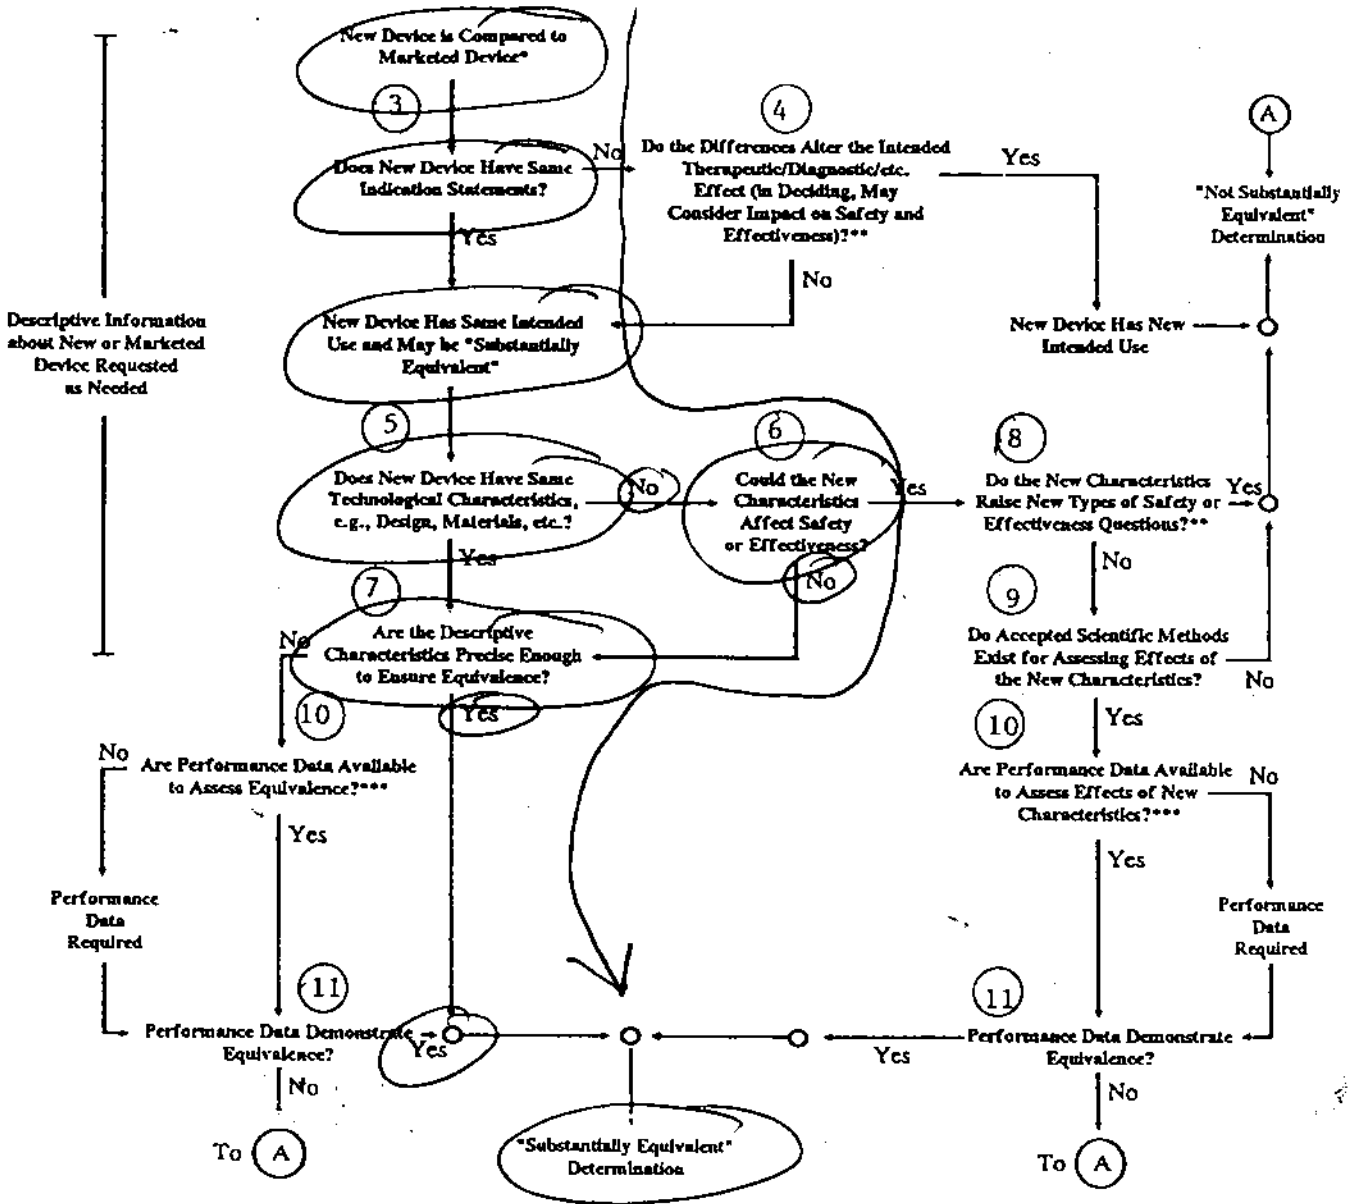 New Device is Compared to
Marketed Device*
3
Does New Device Have Same
Indication Statements?
No
Yes
4
Do the Differences Alter the Intended
Therapeutic/Diagnostic/etc.
Effect (in Deciding, May
Consider Impact on Safety and
Effectiveness)?**
Yes
No
A
"Not Substantially
Equivalent"
Determination
Descriptive Information
about New or Marketed
Device Requested
as Needed
New Device Has Same Intended
Use and May be "Substantially
Equivalent"
New Device Has New
Intended Use
5
Does New Device Have Same
Technological Characteristics,
e.g., Design, Materials, etc.?
No
Yes
6
Could the New
Characteristics
Affect Safety
or Effectiveness?
Yes
No
8
Do the New Characteristics
Raise New Types of Safety or
Effectiveness Questions?**
Yes
No
7
Are the Descriptive
Characteristics Precise Enough
to Ensure Equivalence?
No
Yes
9
Do Accepted Scientific Methods
Exist for Assessing Effects of
the New Characteristics?
No
Yes
10
Are Performance Data Available
to Assess Equivalence?***
No
Yes
10
Are Performance Data Available
to Assess Effects of New
Characteristics?***
No
Yes
Performance
Data
Required
Performance
Data
Required
11
Performance Data Demonstrate
Equivalence?
Yes
No
11
Performance Data Demonstrate
Equivalence?
Yes
No
To A
"Substantially Equivalent"
Determination
To A